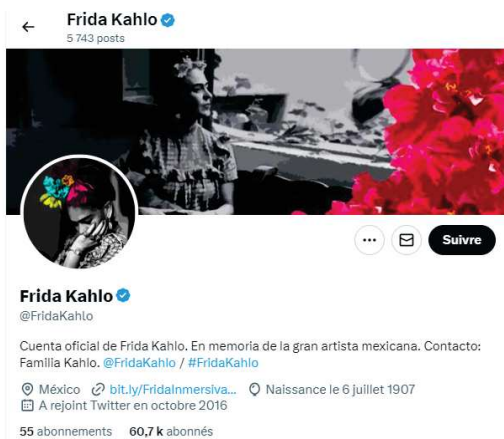 Frida Kahlo
5 743 posts
Suivre
Frida Kahlo
@FridaKahlo
Cuenta oficial de Frida Kahlo. En memoria de la gran artista mexicana. Contacto:
Familia Kahlo. @FridaKahlo / #FridaKahlo
México bit.ly/FridaInmersiva... Naissance le 6 juillet 1907
A rejoint Twitter en octobre 2016
55 abonnements 60,7 k abonnés